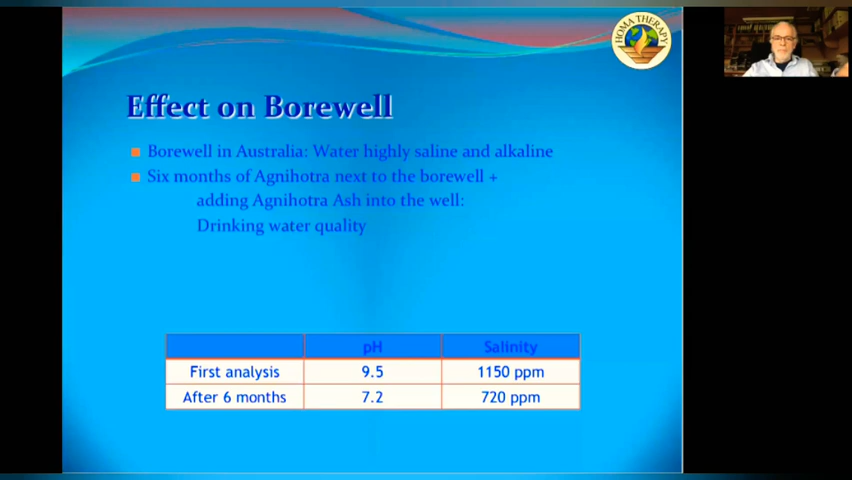 HOMA THERAPY
Effect on Borewell
Borewell in Australia: Water highly saline and alkaline
Six months of Agnihotra next to the borewell +
adding Agnihotra Ash into the well:
Drinking water quality
pH Salinity
First analysis 9.5 1150 ppm
After 6 months 7.2 720 ppm